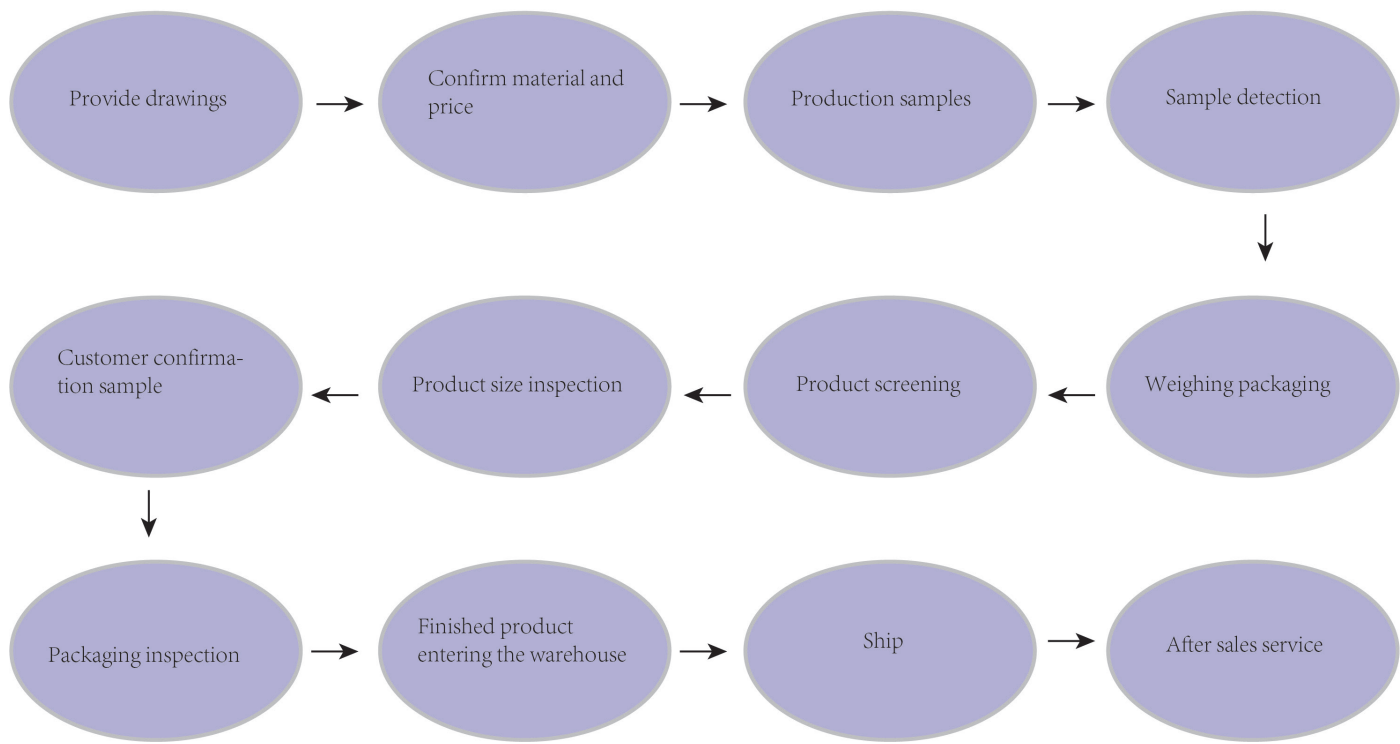 Provide drawings
Confirm material and
price
Production samples
Sample detection
Customer confirma-
tion sample
Product size inspection
Product screening
Weighing packaging
Packaging inspection
Finished product
entering the warehouse
Ship
After sales service